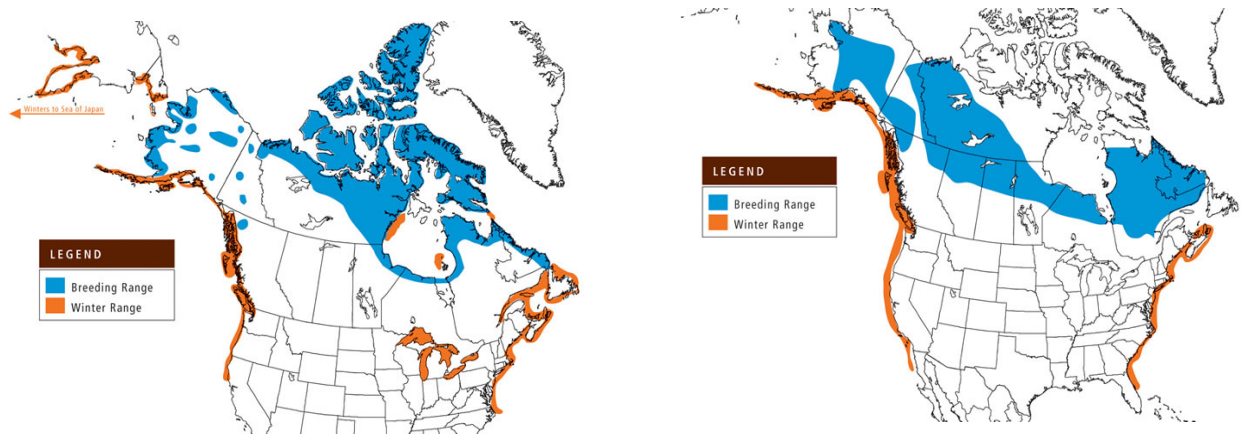 Winters to Sea of Japan
LEGEND
Breeding Range
Winter Range
LEGEND
Breeding Range
Winter Range